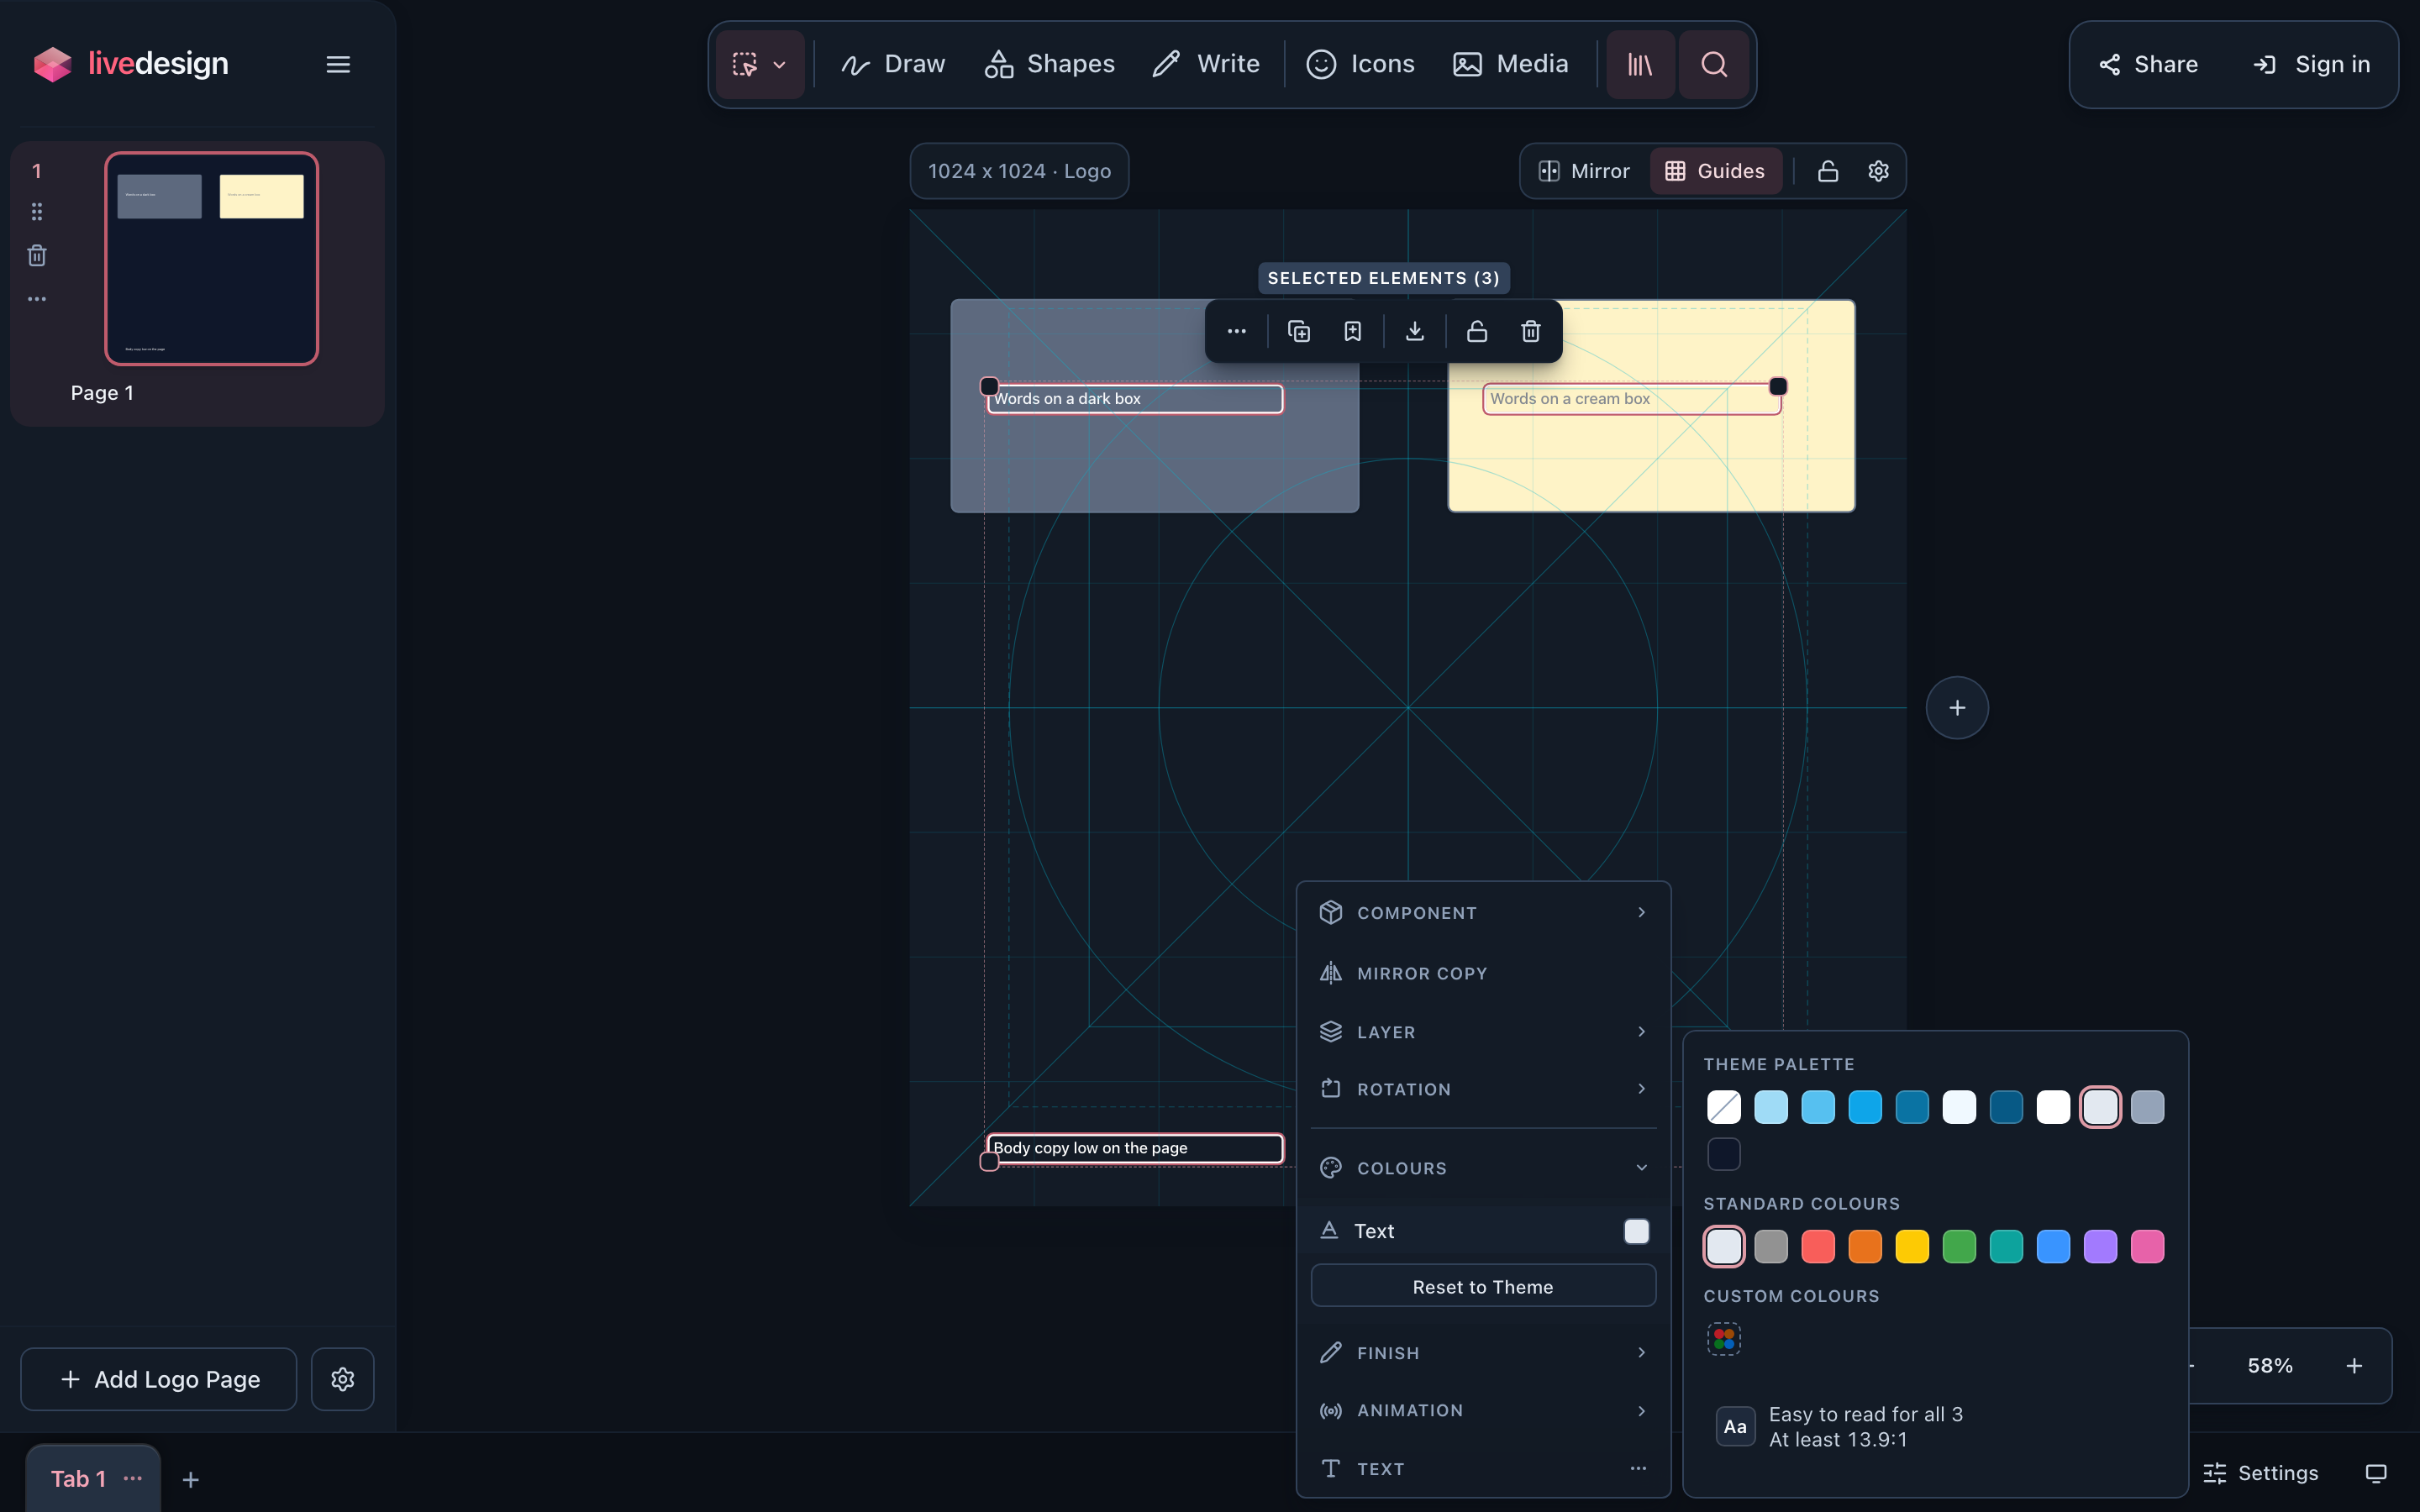 livedesign
Draw
Shapes
Write
Icons
Media
Share
Sign in
1
Page 1
1024 x 1024 · Logo
Mirror
Guides
SELECTED ELEMENTS (3)
Words on a dark box
Words on a cream box
Body copy low on the page
COMPONENT
MIRROR COPY
LAYER
ROTATION
COLOURS
Text
Reset to Theme
FINISH
ANIMATION
TEXT
THEME PALETTE
STANDARD COLOURS
CUSTOM COLOURS
Aa
Easy to read for all 3
At least 13.9:1
58%
Add Logo Page
Tab 1
Settings